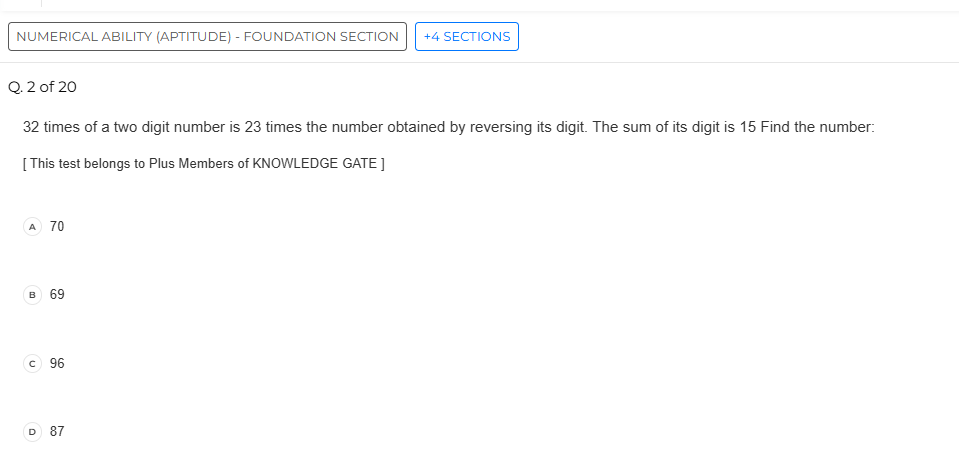 NUMERICAL ABILITY (APTITUDE) - FOUNDATION SECTION +4 SECTIONS
Q. 2 of 20
32 times of a two digit number is 23 times the number obtained by reversing its digit. The sum of its digit is 15 Find the number:
[ This test belongs to Plus Members of KNOWLEDGE GATE ]
A 70
B 69
C 96
D 87